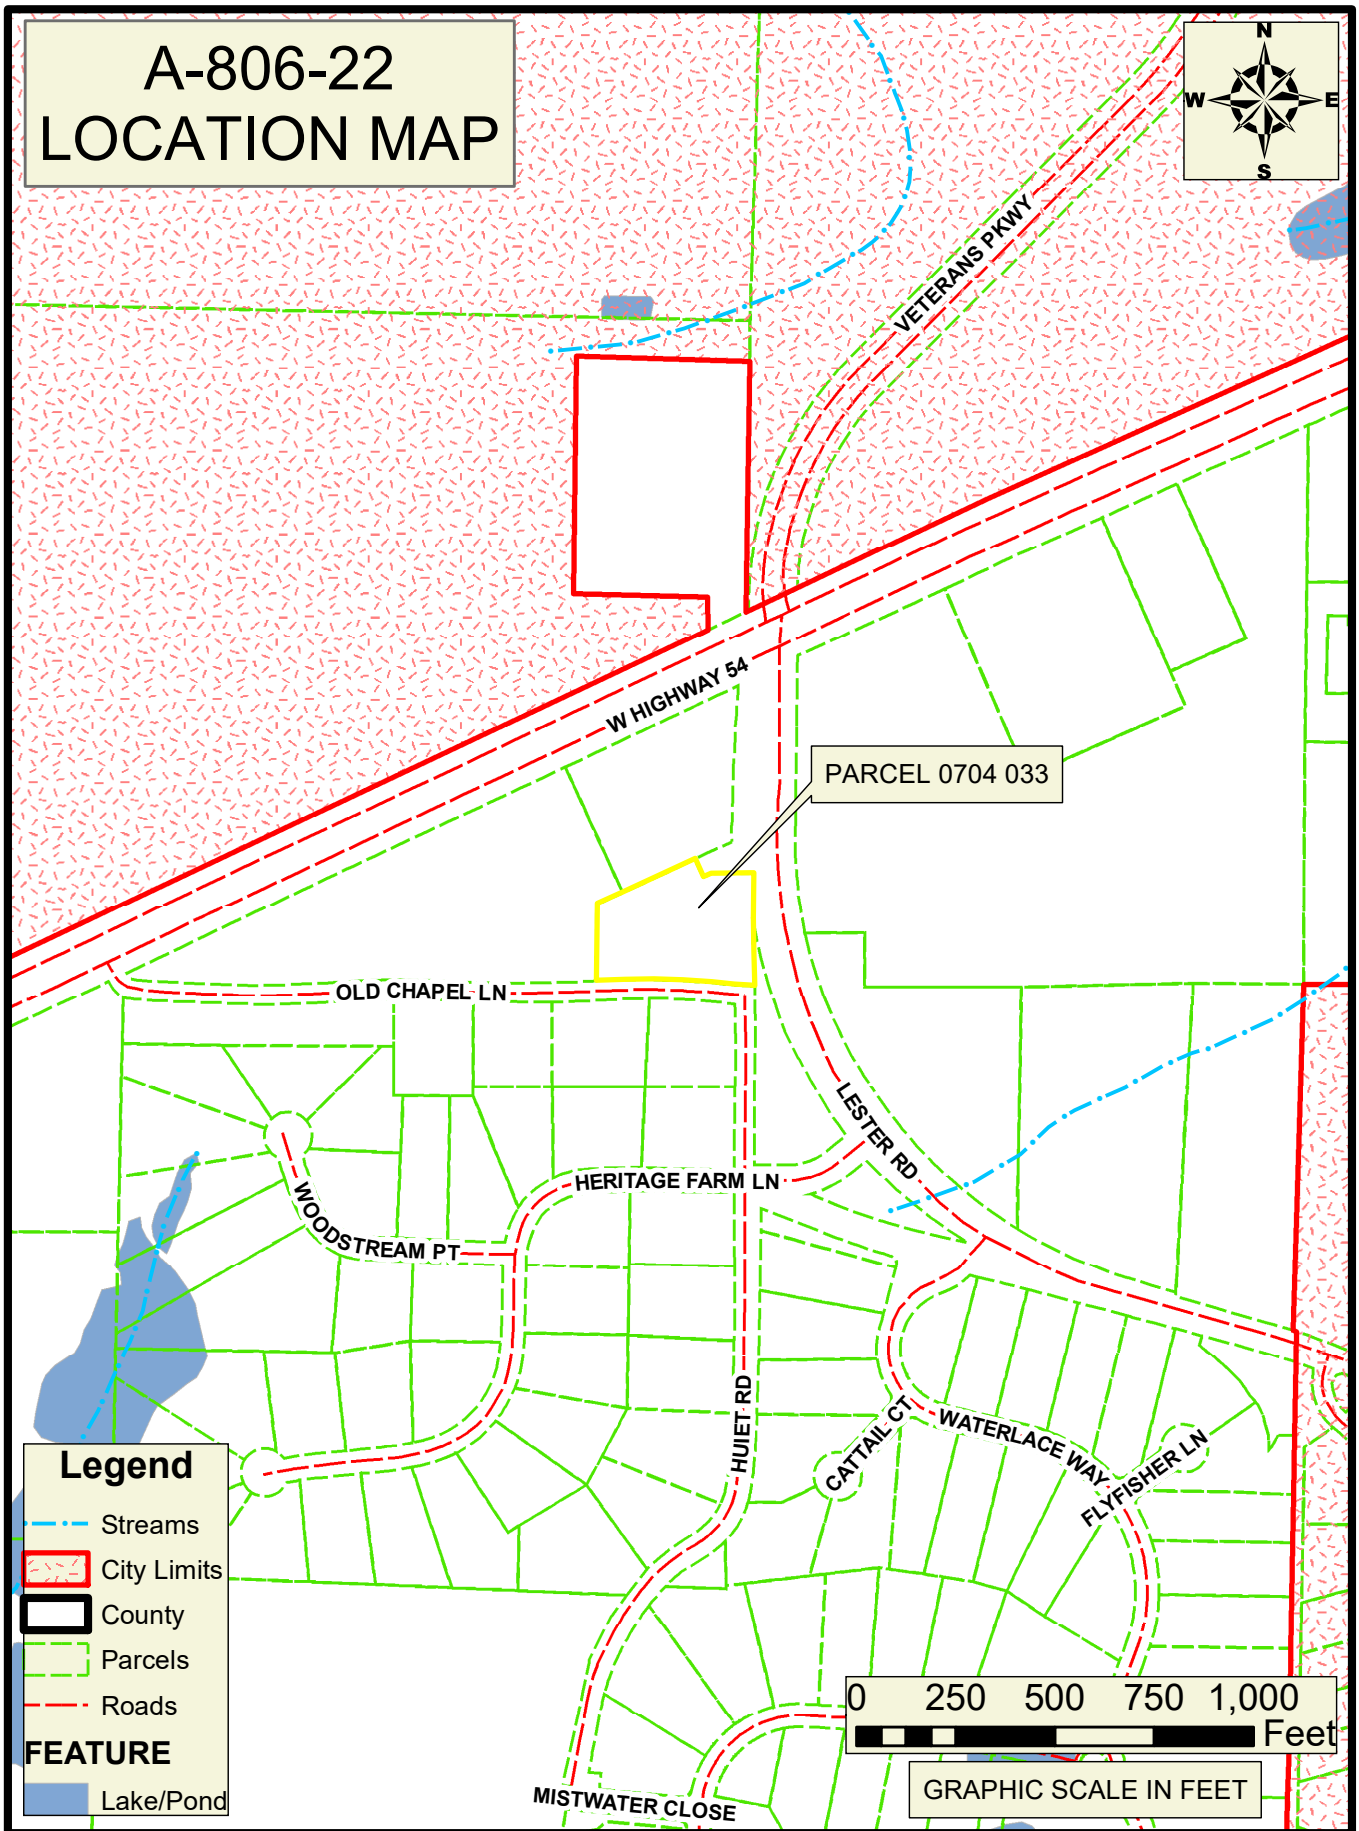 A-806-22
LOCATION MAP
N
W
E
S
VETERANS PKWY
W HIGHWAY 54
PARCEL 0704 033
OLD CHAPEL LN
LESTER RD
HERITAGE FARM LN
WOODSTREAM PT
HUIET RD
CATTAIL CT
WATERLACE WAY
FLYFISHER LN
MISTWATER CLOSE
Legend
Streams
City Limits
County
Parcels
Roads
FEATURE
Lake/Pond
0 250 500 750 1,000
Feet
GRAPHIC SCALE IN FEET